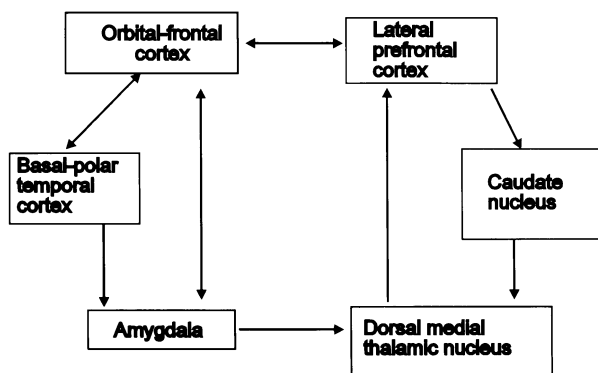 Orbital-frontal
cortex
Lateral
prefrontal
cortex
Basal-polar
temporal
cortex
Caudate
nucleus
Amygdala
Dorsal medial
thalamic nucleus